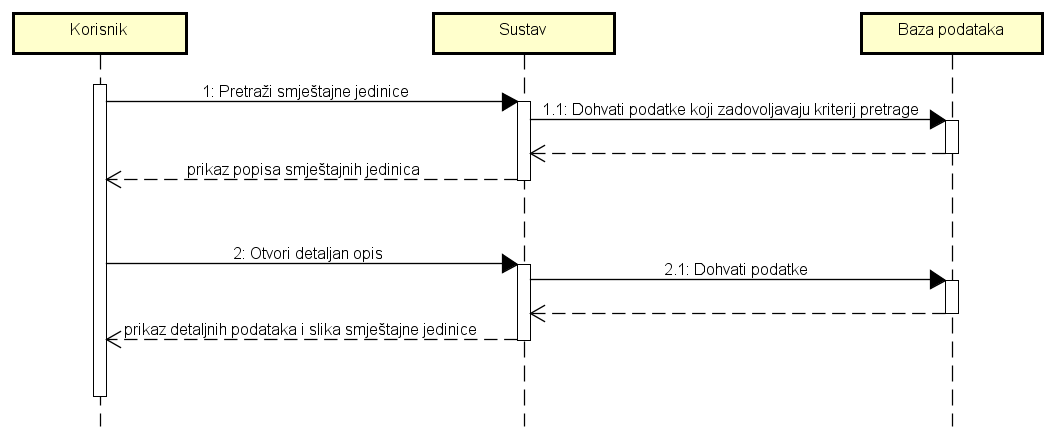 Korisnik
Sustav
Baza podataka
1: Pretraži smještajne jedinice
1.1: Dohvati podatke koji zadovoljavaju kriterij pretrage
prikaz popisa smještajnih jedinica
2: Otvori detaljan opis
2.1: Dohvati podatke
prikaz detaljnih podataka i slika smještajne jedinice